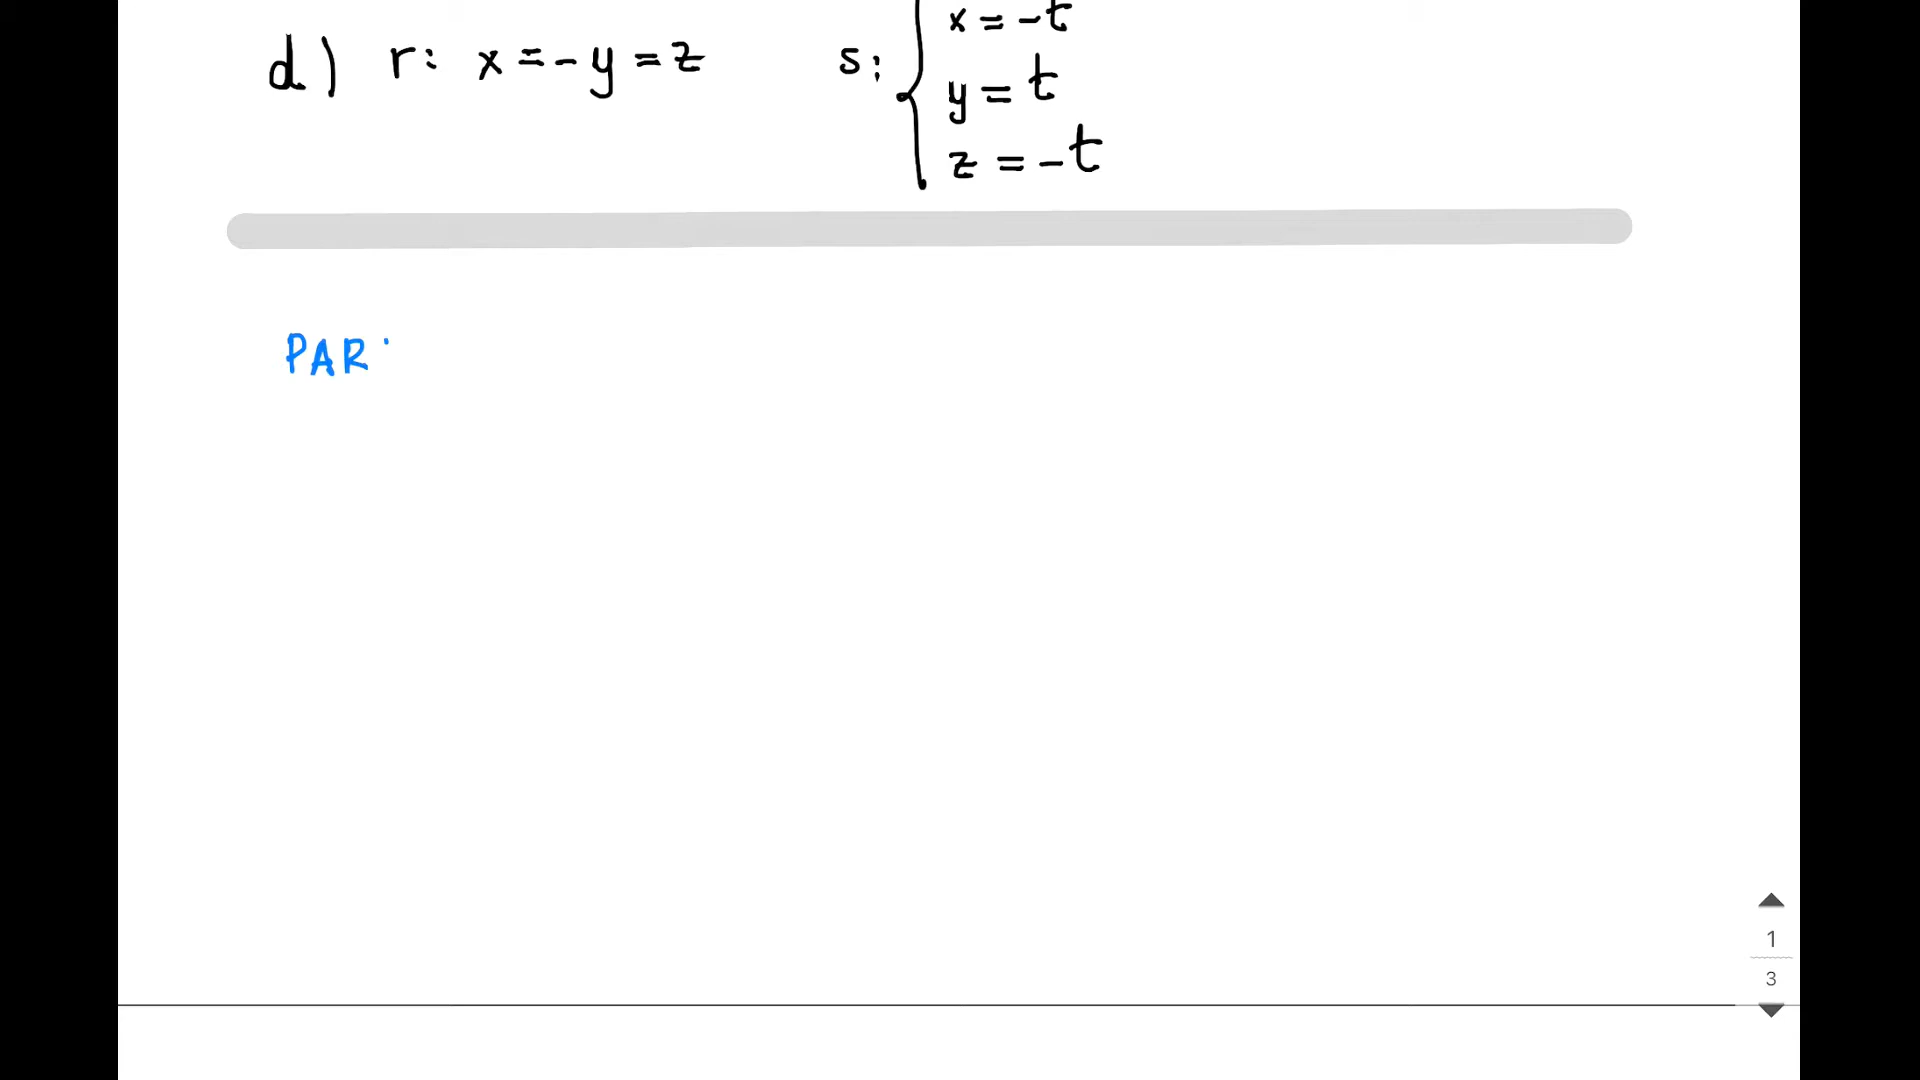 x = -t
d) r: x = -y = z s:
y = t
z = -t
PAR
1
3